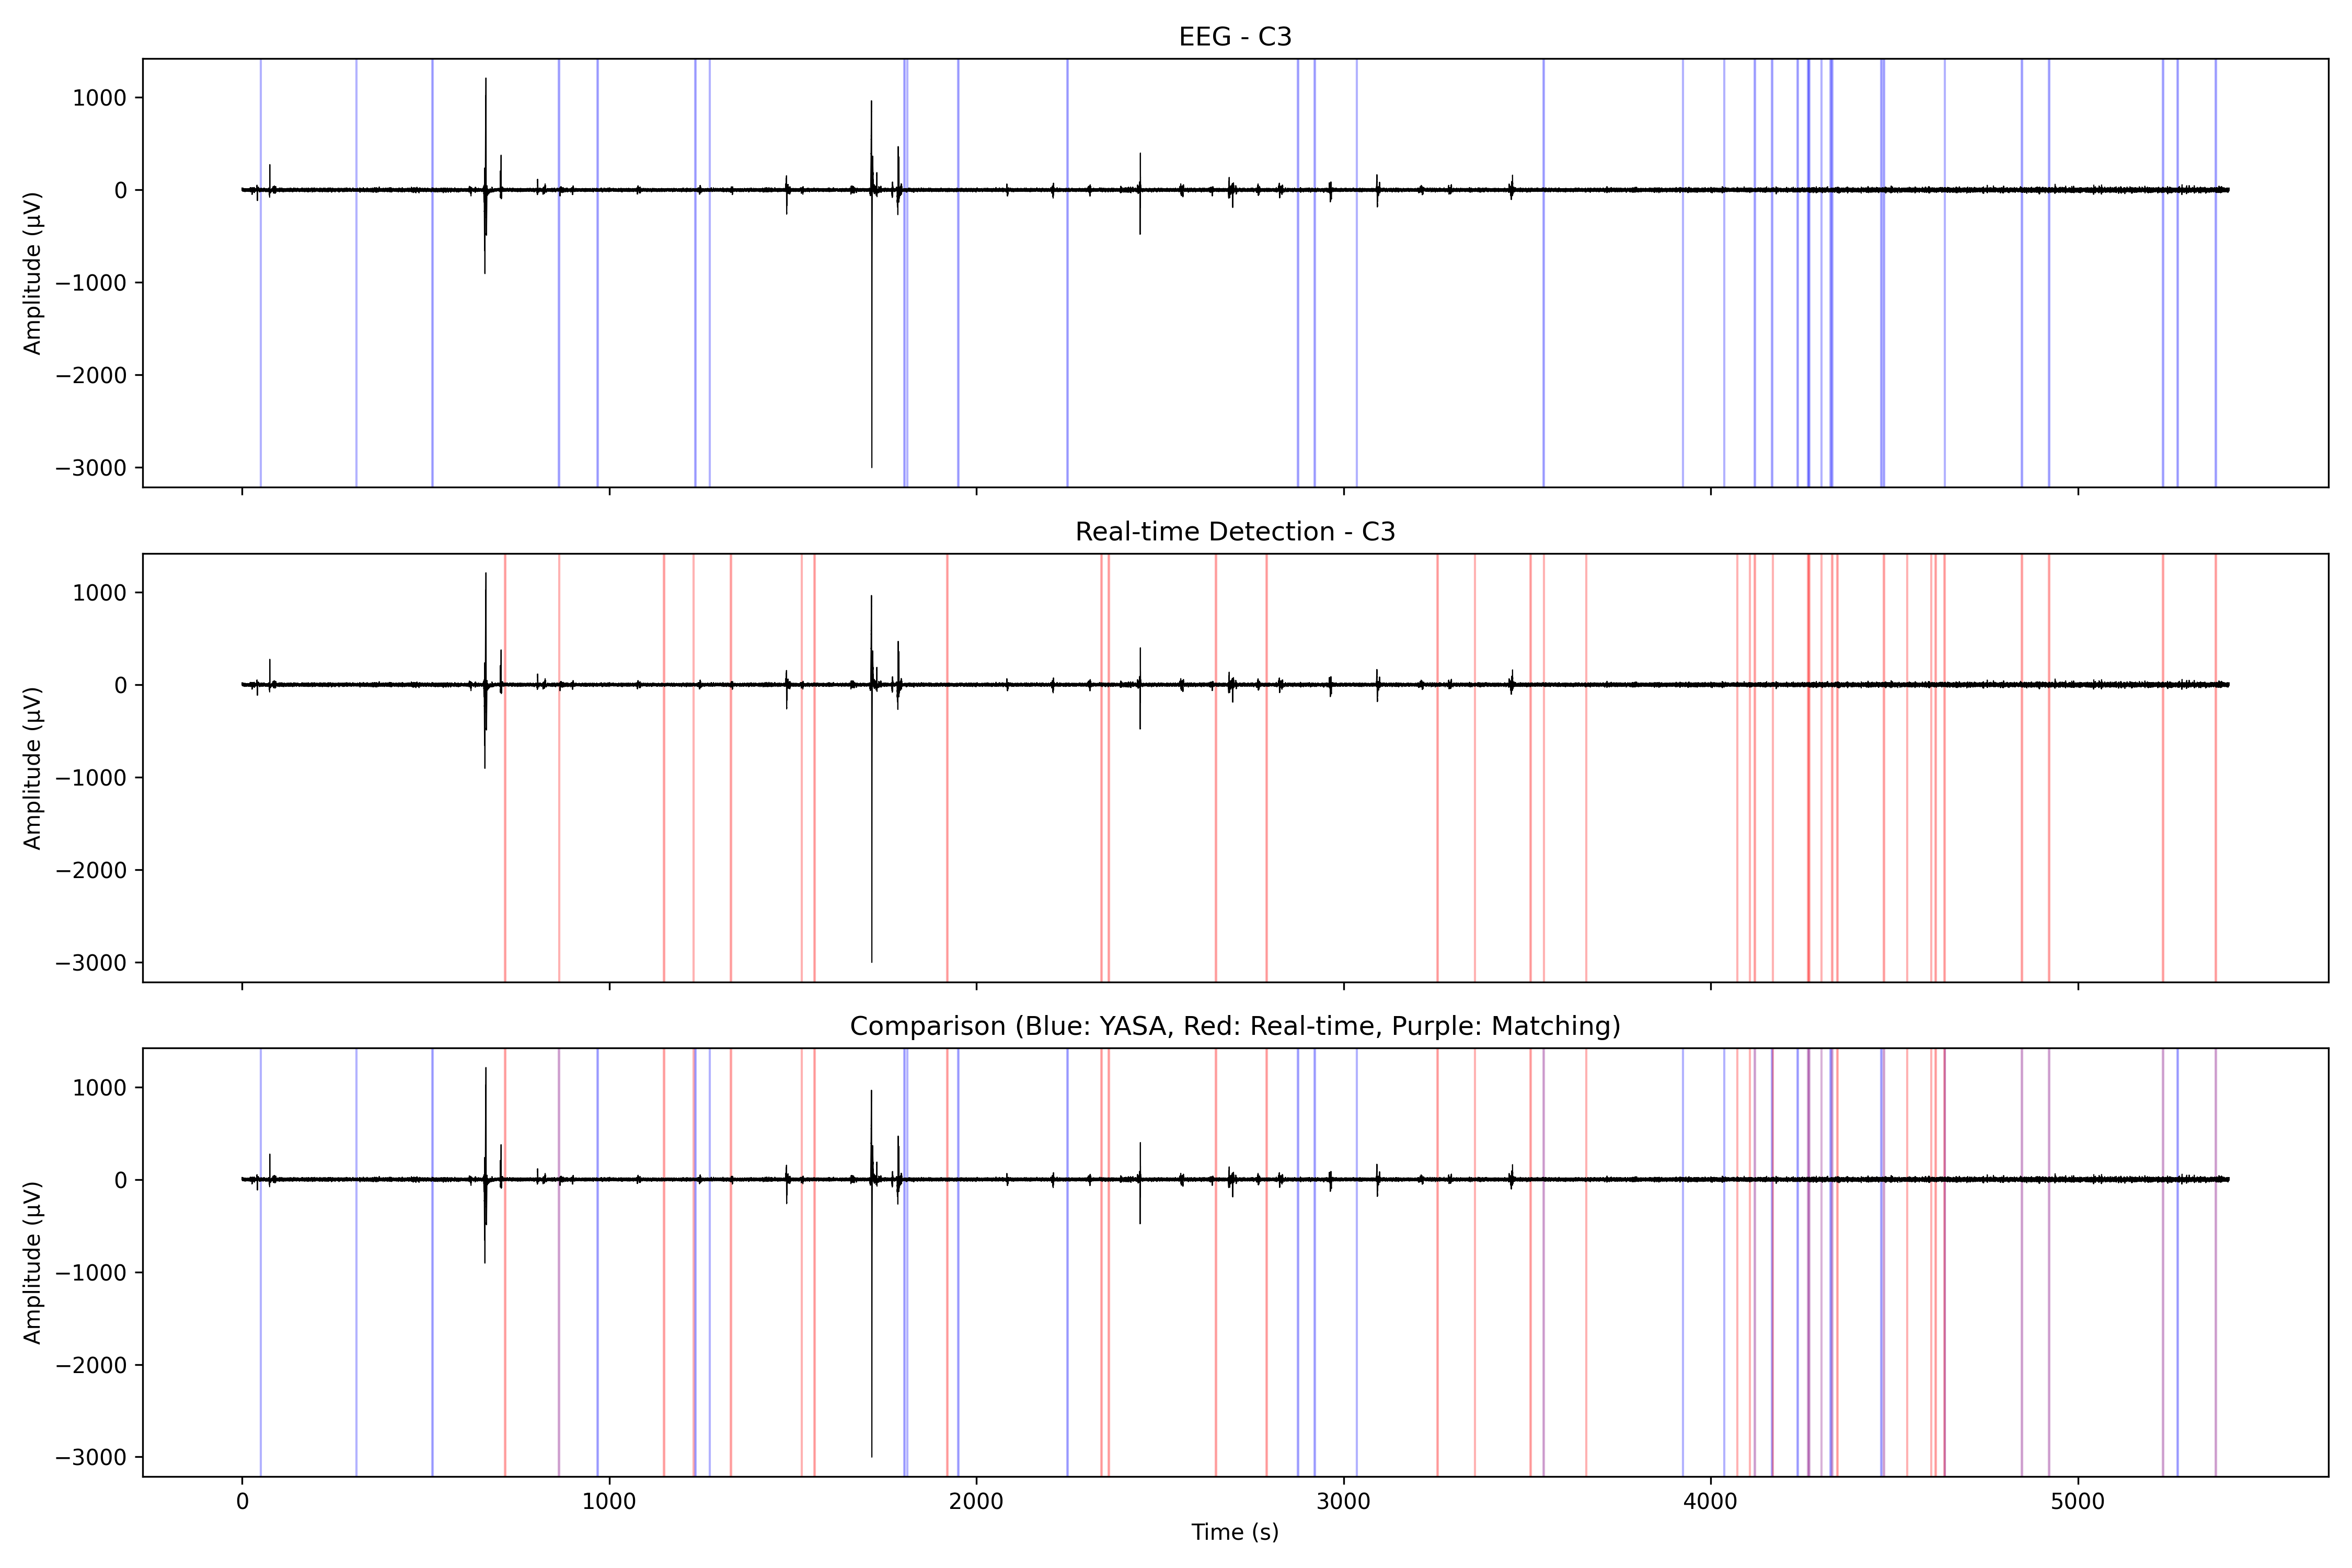 EEG - C3
1000
0
−1000
−2000
−3000
Amplitude (µV)
Real-time Detection - C3
1000
0
−1000
−2000
−3000
Amplitude (µV)
Comparison (Blue: YASA, Red: Real-time, Purple: Matching)
1000
0
−1000
−2000
−3000
Amplitude (µV)
0 1000 2000 3000 4000 5000
Time (s)